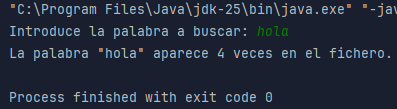 "C:\Program Files\Java\jdk-25\bin\java.exe" "-jav
Introduce la palabra a buscar: hola
La palabra "hola" aparece 4 veces en el fichero.
Process finished with exit code 0